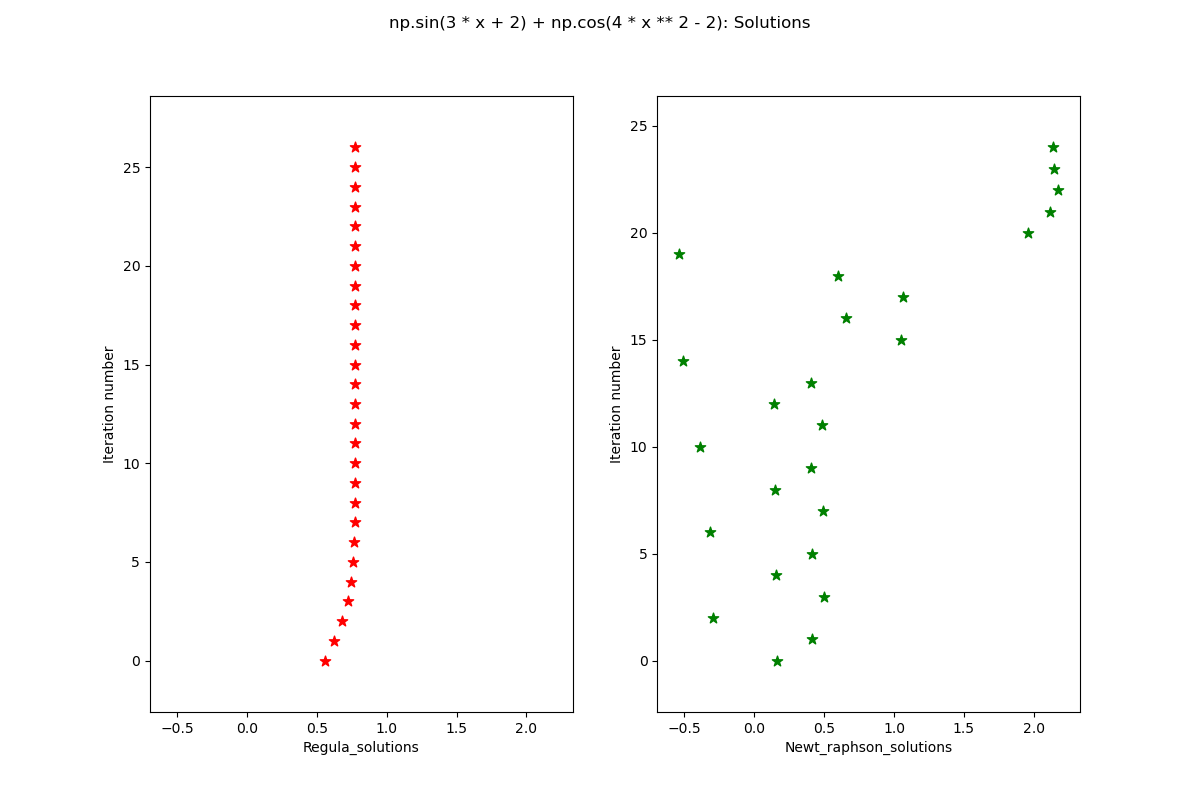 np.sin(3 * x + 2) + np.cos(4 * x ** 2 - 2): Solutions
Iteration number
25
20
15
10
5
0
−0.5 0.0 0.5 1.0 1.5 2.0
Regula_solutions
Iteration number
25
20
15
10
5
0
−0.5 0.0 0.5 1.0 1.5 2.0
Newt_raphson_solutions